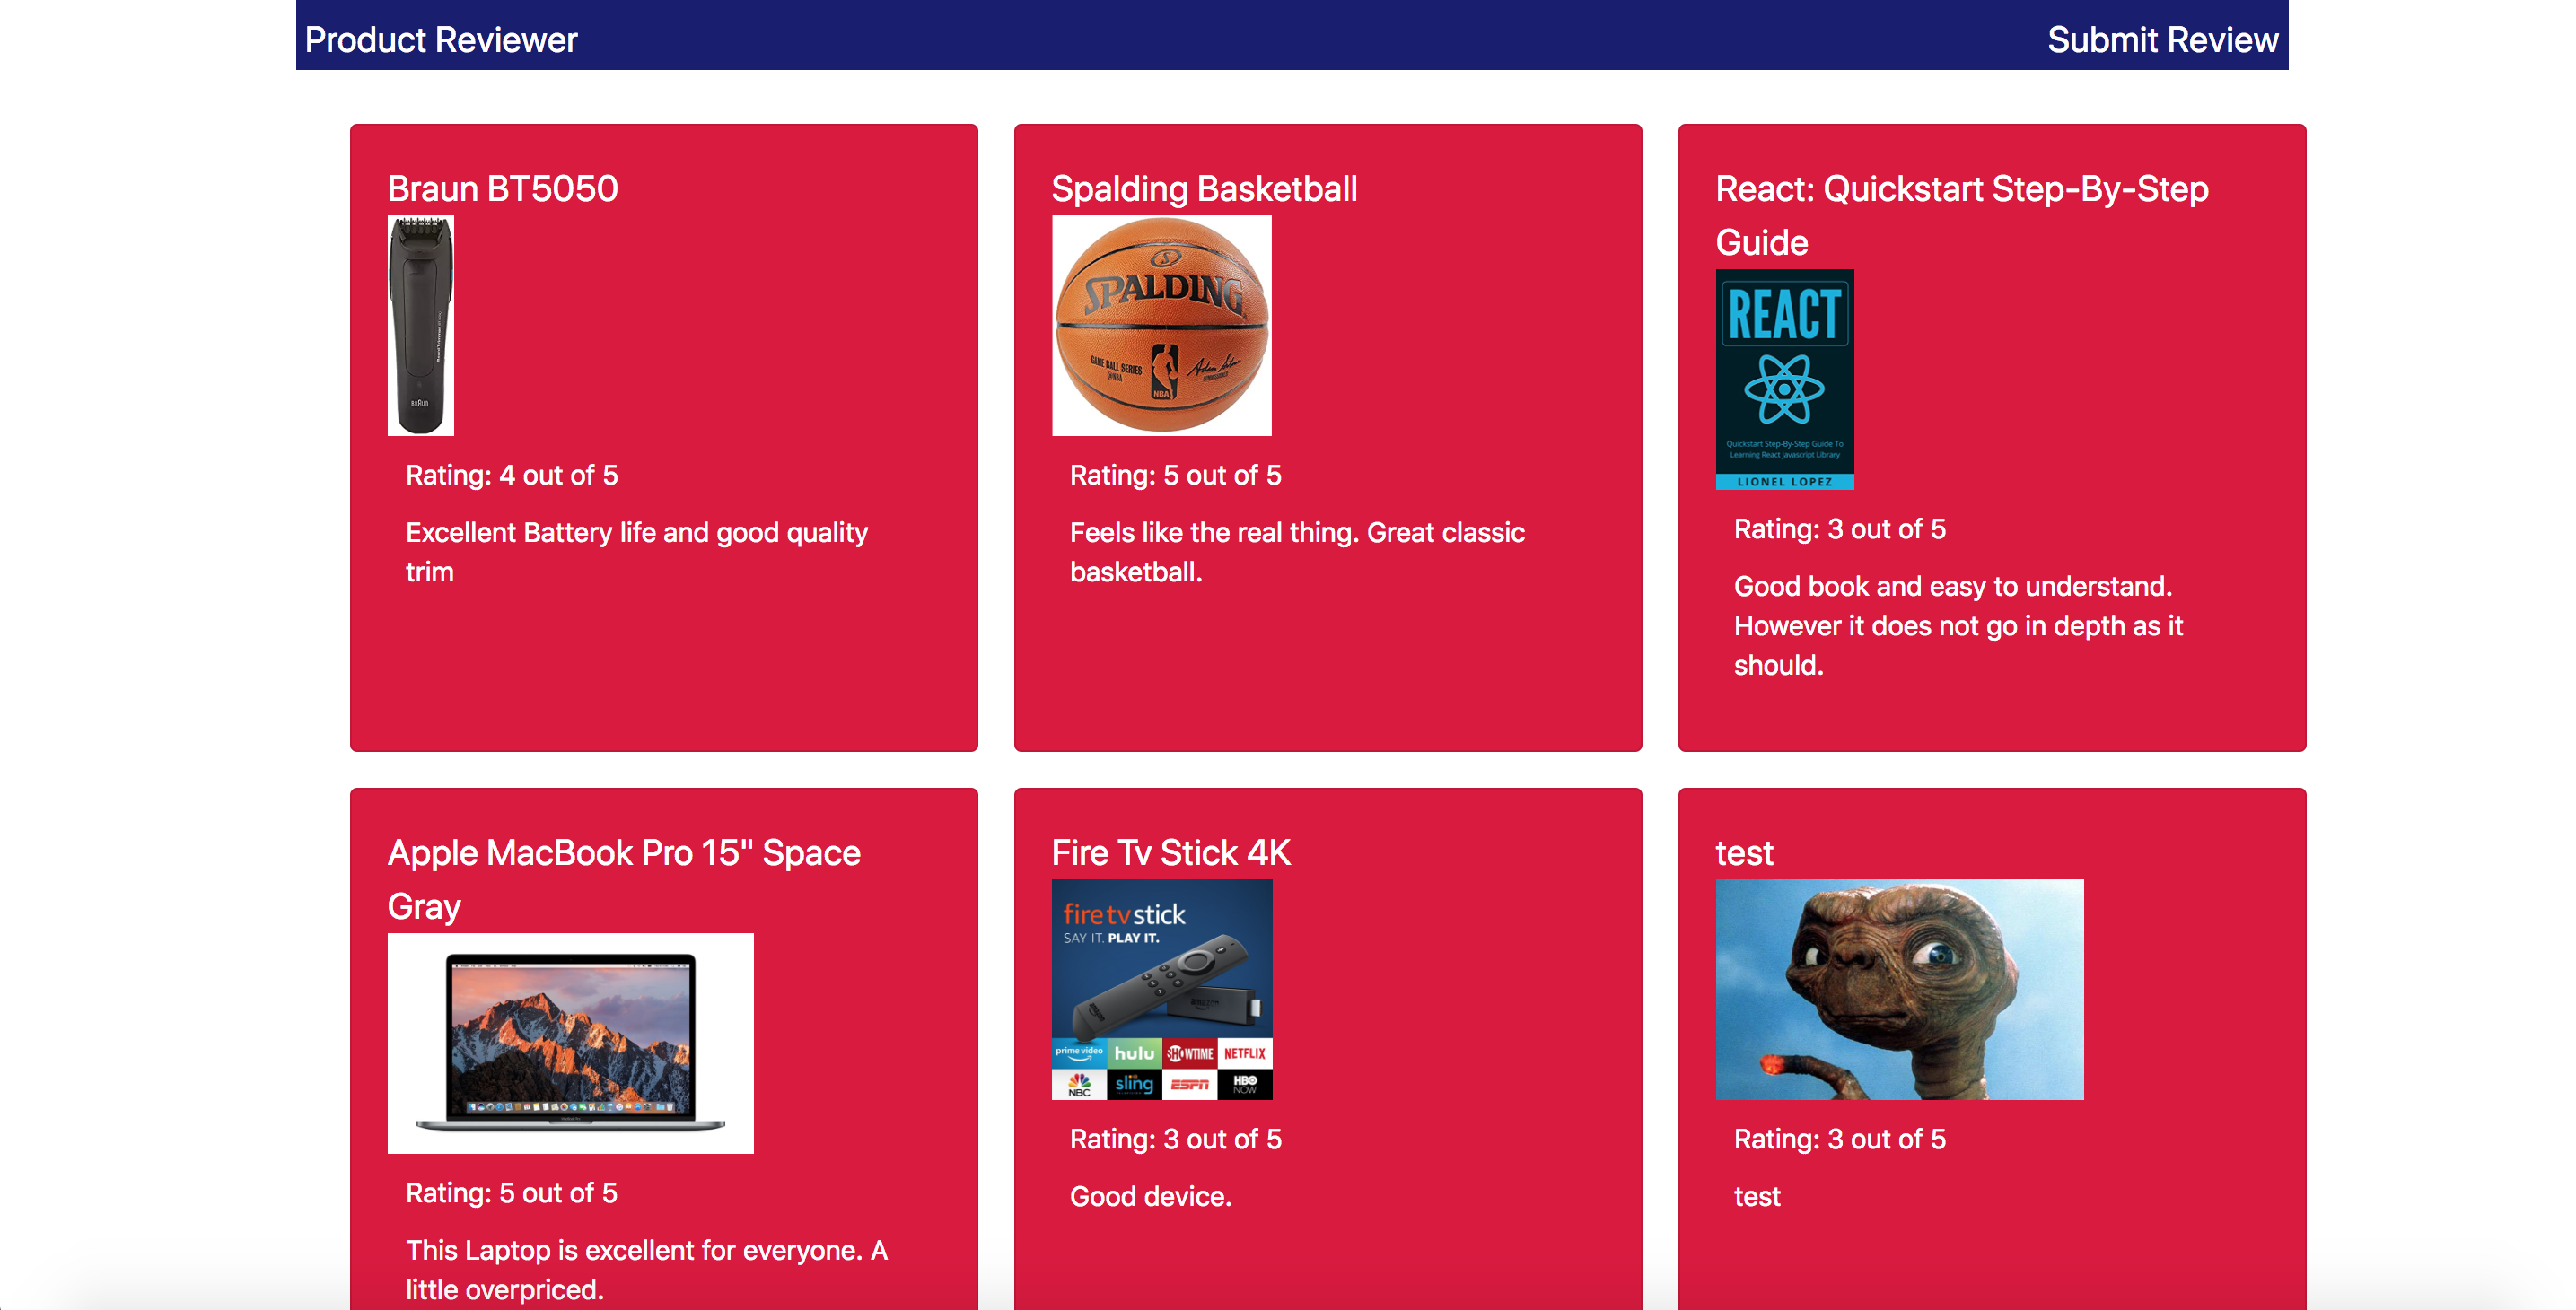 Product Reviewer
Submit Review
Braun BT5050
BRAUN
Rating: 4 out of 5
Excellent Battery life and good quality
trim
Spalding Basketball
SPALDING
GAME BALL SERIES
@NBA
NBA
Rating: 5 out of 5
Feels like the real thing. Great classic
basketball.
React: Quickstart Step-By-Step
Guide
REACT
Quickstart Step-By-Step Guide To
Learning React Javascript Library
LIONEL LOPEZ
Rating: 3 out of 5
Good book and easy to understand.
However it does not go in depth as it
should.
Apple MacBook Pro 15" Space
Gray
Rating: 5 out of 5
This Laptop is excellent for everyone. A
little overpriced.
Fire Tv Stick 4K
fire tv stick
SAY IT. PLAY IT.
prime video hulu SHOWTIME NETFLIX
NBC sling ESPN HBO NOW
Rating: 3 out of 5
Good device.
test
Rating: 3 out of 5
test